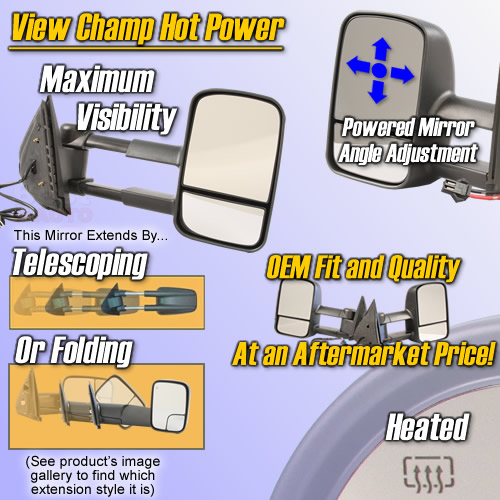 View Champ Hot Power
Maximum
Visibility
Powered Mirror
Angle Adjustment
This Mirror Extends By...
Telescoping
OEM Fit and Quality
Or Folding
At an Aftermarket Price!
Heated
(See product's image
gallery to find which
extension style it is)